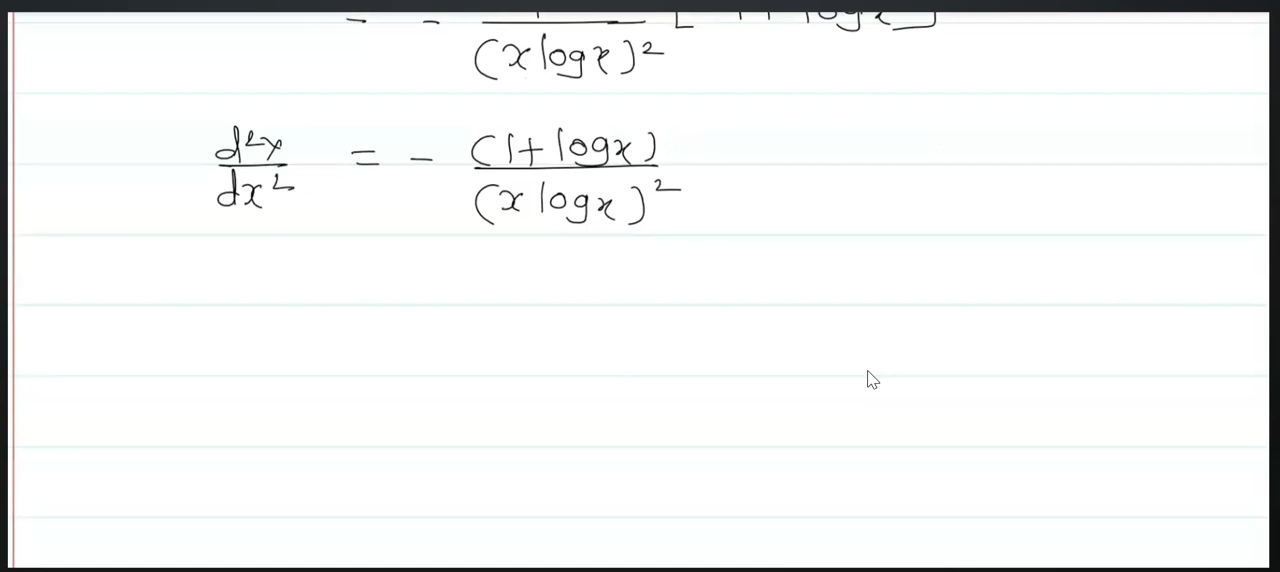 = - (x log x)²
d²y/dx² = - (1 + log x)/(x log x)²